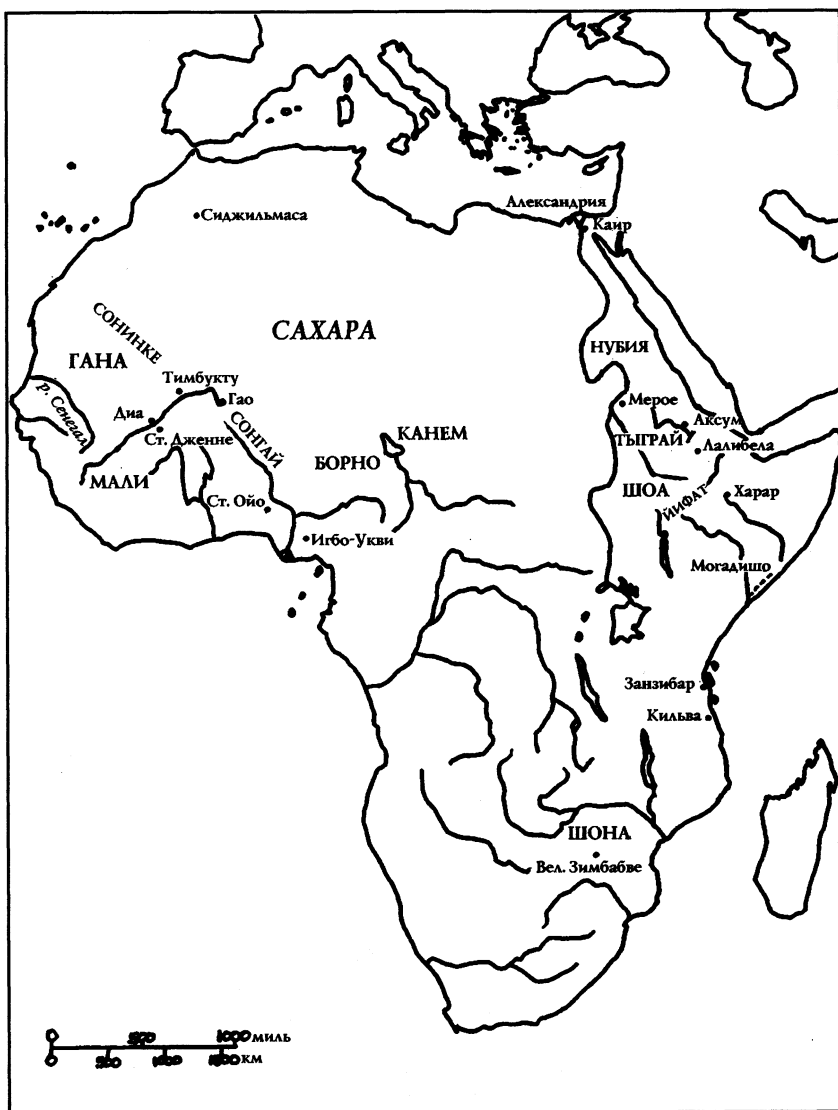 Александрия
Каир
Сиджильмаса
САХАРА
СОНИНКЕ
ГАНА
НУБИЯ
Тимбукту
р. Сенегал
Гао
Мерое
Диа
Аксум
Ст. Дженне
СОНГАЙ
КАНЕМ
ТЫГРАЙ
Лалибела
БОРНО
МАЛИ
ШОА
ЙИФАТ
Харар
Ст. Ойо
Игбо-Укви
Могадишо
Занзибар
Кильва
ШОНА
Вел. Зимбабве
0 500 1000 миль
0 500 1000 1500 км